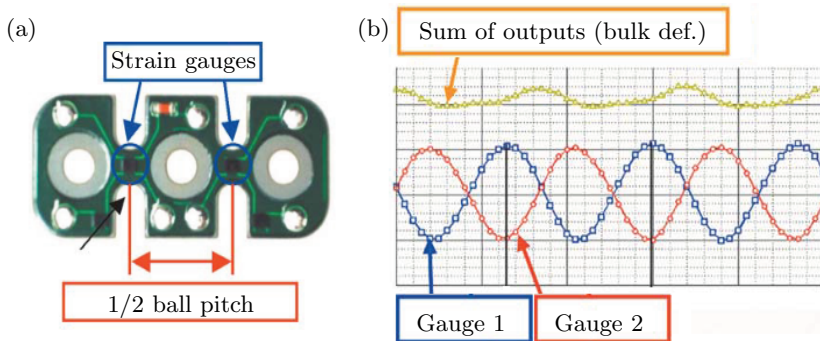 (a)
Strain gauges
1/2 ball pitch
(b)
Sum of outputs (bulk def.)
Gauge 1
Gauge 2